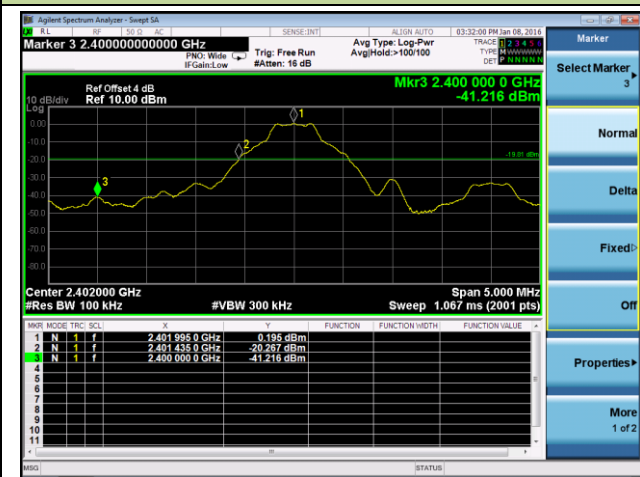 Agilent Spectrum Analyzer - Swept SA
RL RF 50 Ω AC SENSE:INT ALIGN AUTO 03:32:00 PM Jan 08, 2016
Marker 3 2.400000000000 GHz
PNO: Wide
IFGain:Low
Trig: Free Run
#Atten: 16 dB
Avg Type: Log-Pwr
Avg|Hold:>100/100
TRACE 1 2 3 4 5 6
TYPE M W W W W W
DET P N N N N N
Ref Offset 4 dB
10 dB/div Ref 10.00 dBm
Log
Mkr3 2.400 000 0 GHz
-41.216 dBm
0.00
-10.0
-20.0
-30.0
-40.0
-50.0
-60.0
-70.0
-80.0
1
2
3
-19.81 dBm
Center 2.402000 GHz Span 5.000 MHz
#Res BW 100 kHz #VBW 300 kHz Sweep 1.067 ms (2001 pts)
MKR MODE TRC SCL X Y FUNCTION FUNCTION WIDTH FUNCTION VALUE
1 N 1 f 2.401 995 0 GHz 0.195 dBm
2 N 1 f 2.401 435 0 GHz -20.267 dBm
3 N 1 f 2.400 000 0 GHz -41.216 dBm
4
5
6
7
8
9
10
11
MSG STATUS
Marker
Select Marker
3
Normal
Delta
Fixed
Off
Properties
More
1 of 2